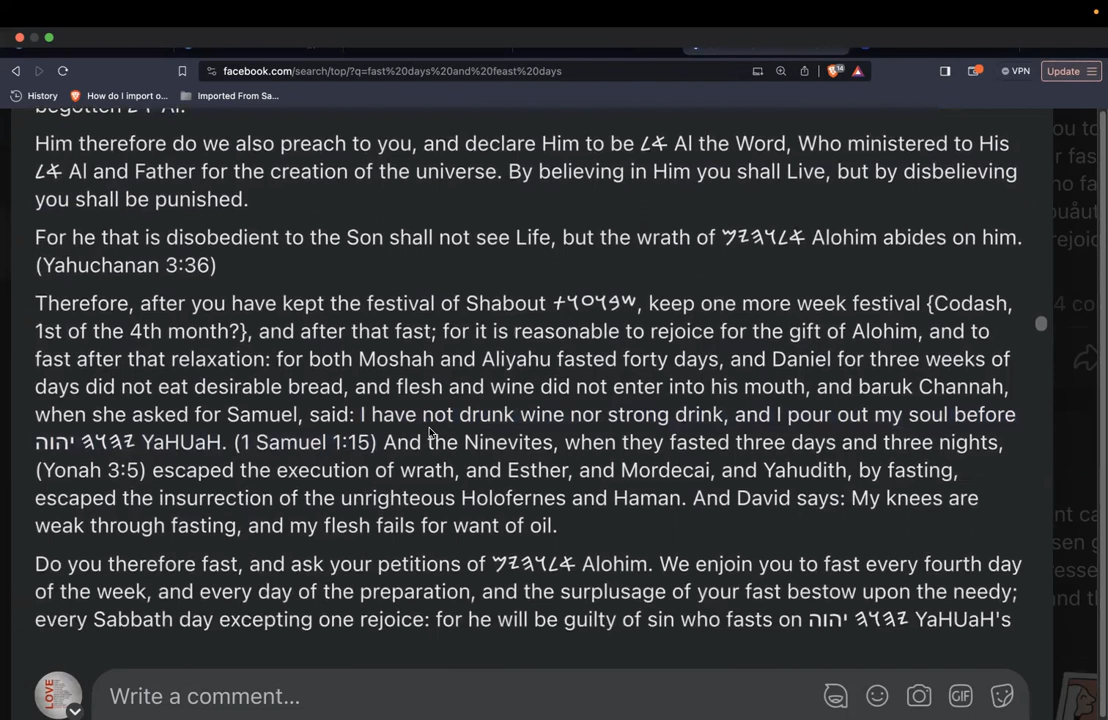 facebook.com/search/top/?q=fast%20days%20and%20feast%20days
14
VPN
Update
History
How do I import o...
Imported From Sa...
Him therefore do we also preach to you, and declare Him to be 𐤋𐤀 Al the Word, Who ministered to His
𐤋𐤀 Al and Father for the creation of the universe. By believing in Him you shall Live, but by disbelieving
you shall be punished.
For he that is disobedient to the Son shall not see Life, but the wrath of 𐤌𐤉𐤄𐤅𐤋𐤀 Alohim abides on him.
(Yahuchanan 3:36)
Therefore, after you have kept the festival of Shabout 𐤕𐤅𐤏𐤅𐤁𐤔, keep one more week festival {Codash,
1st of the 4th month?}, and after that fast; for it is reasonable to rejoice for the gift of Alohim, and to
fast after that relaxation: for both Moshah and Aliyahu fasted forty days, and Daniel for three weeks of
days did not eat desirable bread, and flesh and wine did not enter into his mouth, and baruk Channah,
when she asked for Samuel, said: I have not drunk wine nor strong drink, and I pour out my soul before
יהוה 𐤄𐤅𐤄𐤉 YaHUaH. (1 Samuel 1:15) And the Ninevites, when they fasted three days and three nights,
(Yonah 3:5) escaped the execution of wrath, and Esther, and Mordecai, and Yahudith, by fasting,
escaped the insurrection of the unrighteous Holofernes and Haman. And David says: My knees are
weak through fasting, and my flesh fails for want of oil.
Do you therefore fast, and ask your petitions of 𐤌𐤉𐤄𐤅𐤋𐤀 Alohim. We enjoin you to fast every fourth day
of the week, and every day of the preparation, and the surplusage of your fast bestow upon the needy;
every Sabbath day excepting one rejoice: for he will be guilty of sin who fasts on יהוה 𐤄𐤅𐤄𐤉 YaHUaH's
LOVE
Write a comment...
GIF